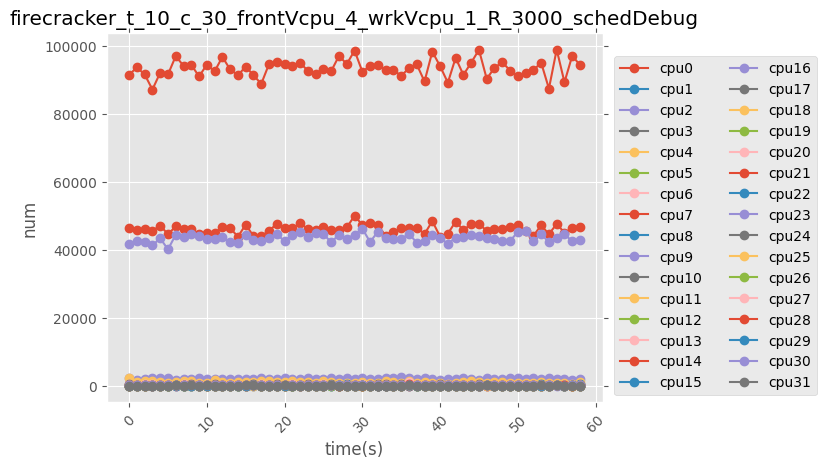 firecracker_t_10_c_30_frontVcpu_4_wrkVcpu_1_R_3000_schedDebug
100000
80000
60000
40000
20000
0
num
0
10
20
30
40
50
60
time(s)
cpu0
cpu1
cpu2
cpu3
cpu4
cpu5
cpu6
cpu7
cpu8
cpu9
cpu10
cpu11
cpu12
cpu13
cpu14
cpu15
cpu16
cpu17
cpu18
cpu19
cpu20
cpu21
cpu22
cpu23
cpu24
cpu25
cpu26
cpu27
cpu28
cpu29
cpu30
cpu31